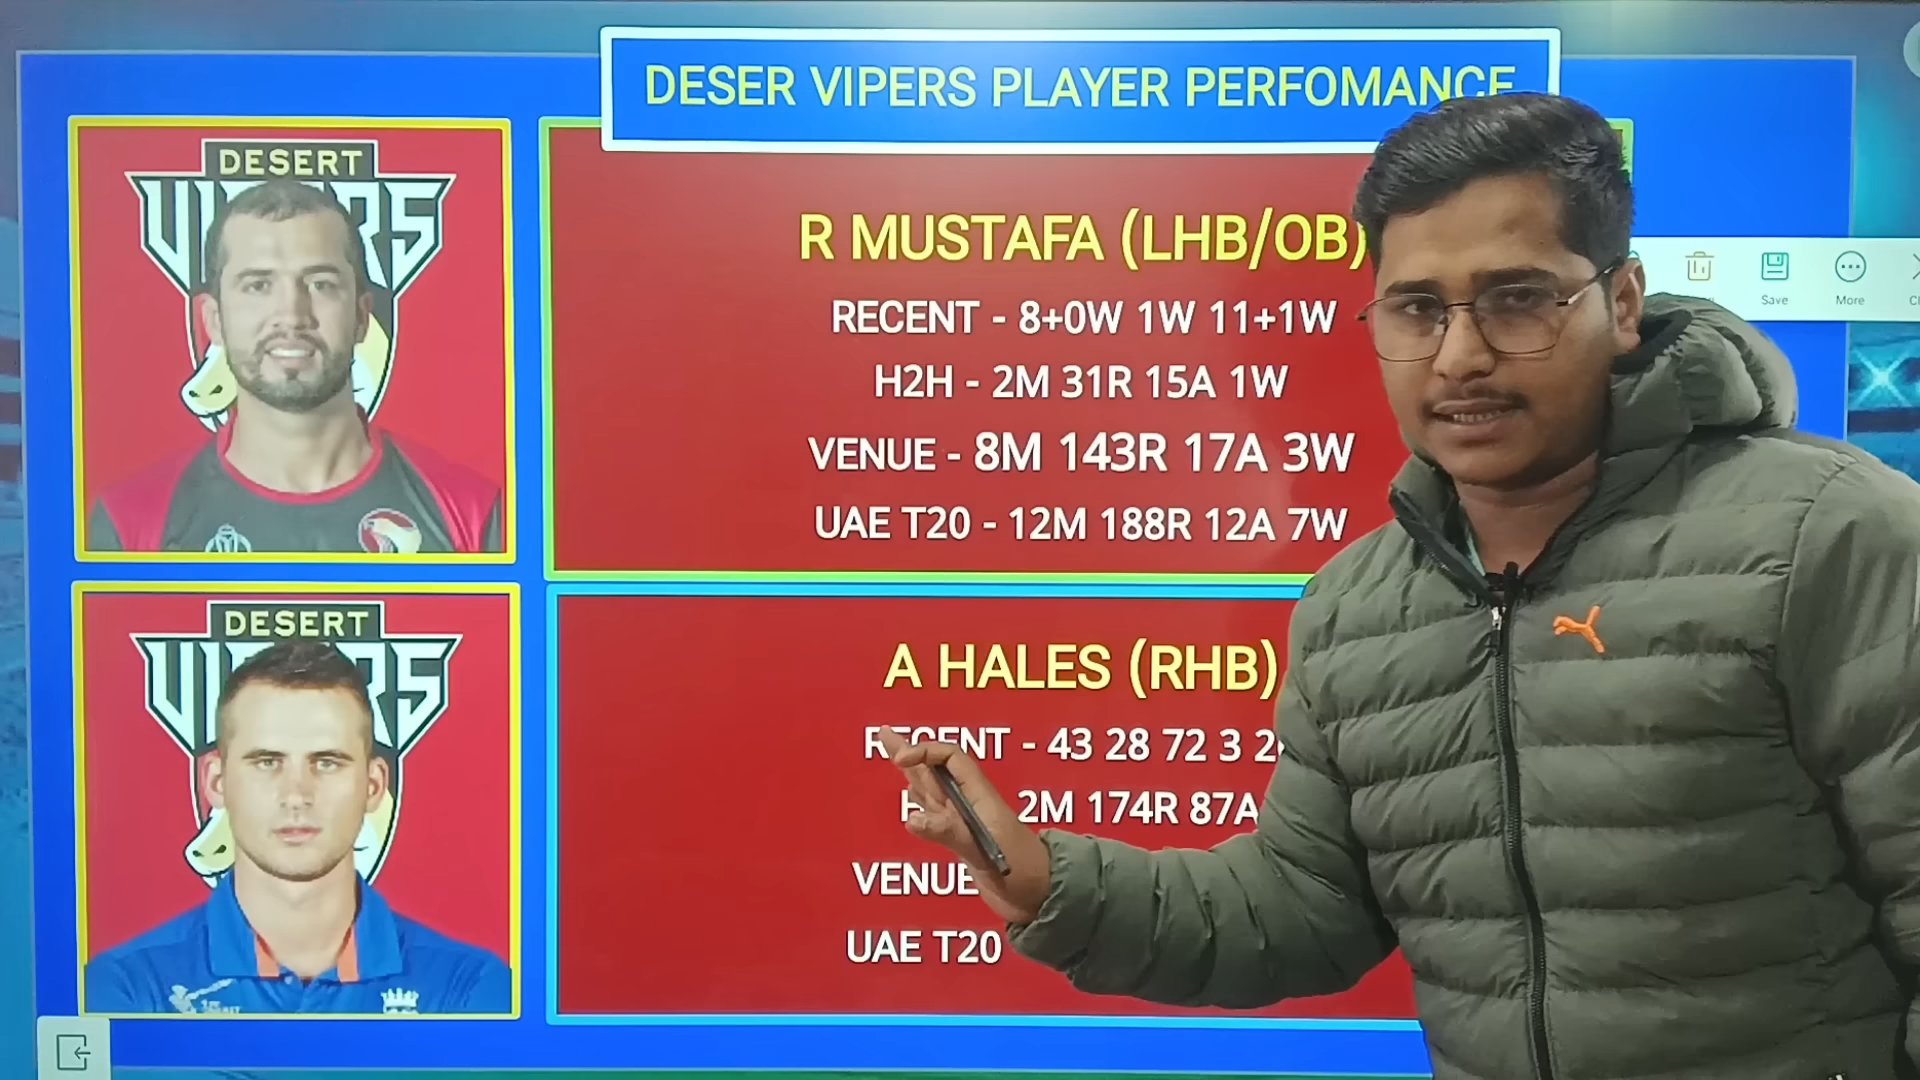 DESER VIPERS PLAYER PERFOMANCE
DESERT
R MUSTAFA (LHB/OB)
RECENT - 8+0W 1W 11+1W
H2H - 2M 31R 15A 1W
VENUE - 8M 143R 17A 3W
UAE T20 - 12M 188R 12A 7W
Save
More
DESERT
A HALES (RHB)
RECENT - 43 28 72 3
2M 174R 87A
VENUE
UAE T20